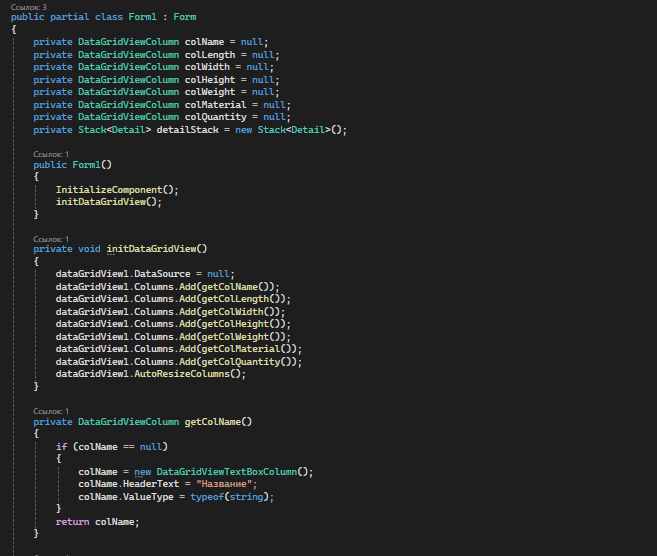 Ссылок: 3
public partial class Form1 : Form
{
private DataGridViewColumn colName = null;
private DataGridViewColumn colLength = null;
private DataGridViewColumn colWidth = null;
private DataGridViewColumn colHeight = null;
private DataGridViewColumn colWeight = null;
private DataGridViewColumn colMaterial = null;
private DataGridViewColumn colQuantity = null;
private Stack<Detail> detailStack = new Stack<Detail>();
Ссылок: 1
public Form1()
{
InitializeComponent();
initDataGridView();
}
Ссылок: 1
private void initDataGridView()
{
dataGridView1.DataSource = null;
dataGridView1.Columns.Add(getColName());
dataGridView1.Columns.Add(getColLength());
dataGridView1.Columns.Add(getColWidth());
dataGridView1.Columns.Add(getColHeight());
dataGridView1.Columns.Add(getColWeight());
dataGridView1.Columns.Add(getColMaterial());
dataGridView1.Columns.Add(getColQuantity());
dataGridView1.AutoResizeColumns();
}
Ссылок: 1
private DataGridViewColumn getColName()
{
if (colName == null)
{
colName = new DataGridViewTextBoxColumn();
colName.HeaderText = "Название";
colName.ValueType = typeof(string);
}
return colName;
}